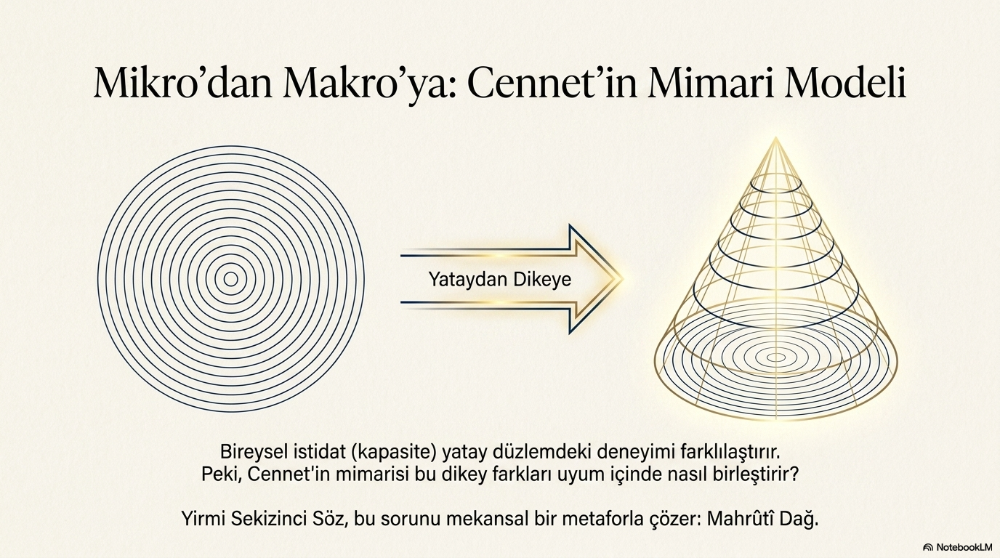 Mikro’dan Makro’ya: Cennet’in Mimari Modeli
Yataydan Dikeye
Bireysel istidat (kapasite) yatay düzlemdeki deneyimi farklılaştırır.
Peki, Cennet'in mimarisi bu dikey farkları uyum içinde nasıl birleştirir?
Yirmi Sekizinci Söz, bu sorunu mekansal bir metaforla çözer: Mahrûtî Dağ.
NotebookLM